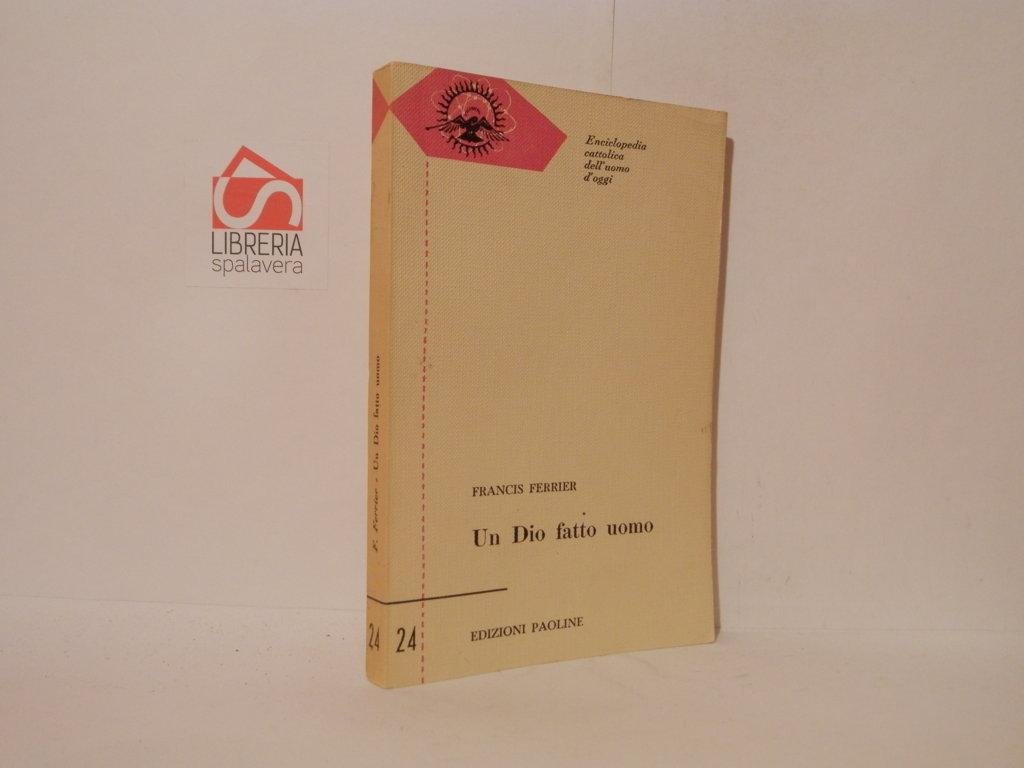 LIBRERIA
spalavera
Enciclopedia
cattolica
dell'uomo
d'oggi
FRANCIS FERRIER
Un Dio fatto uomo
EDIZIONI PAOLINE
24
F. Ferrier - Un Dio fatto uomo
24